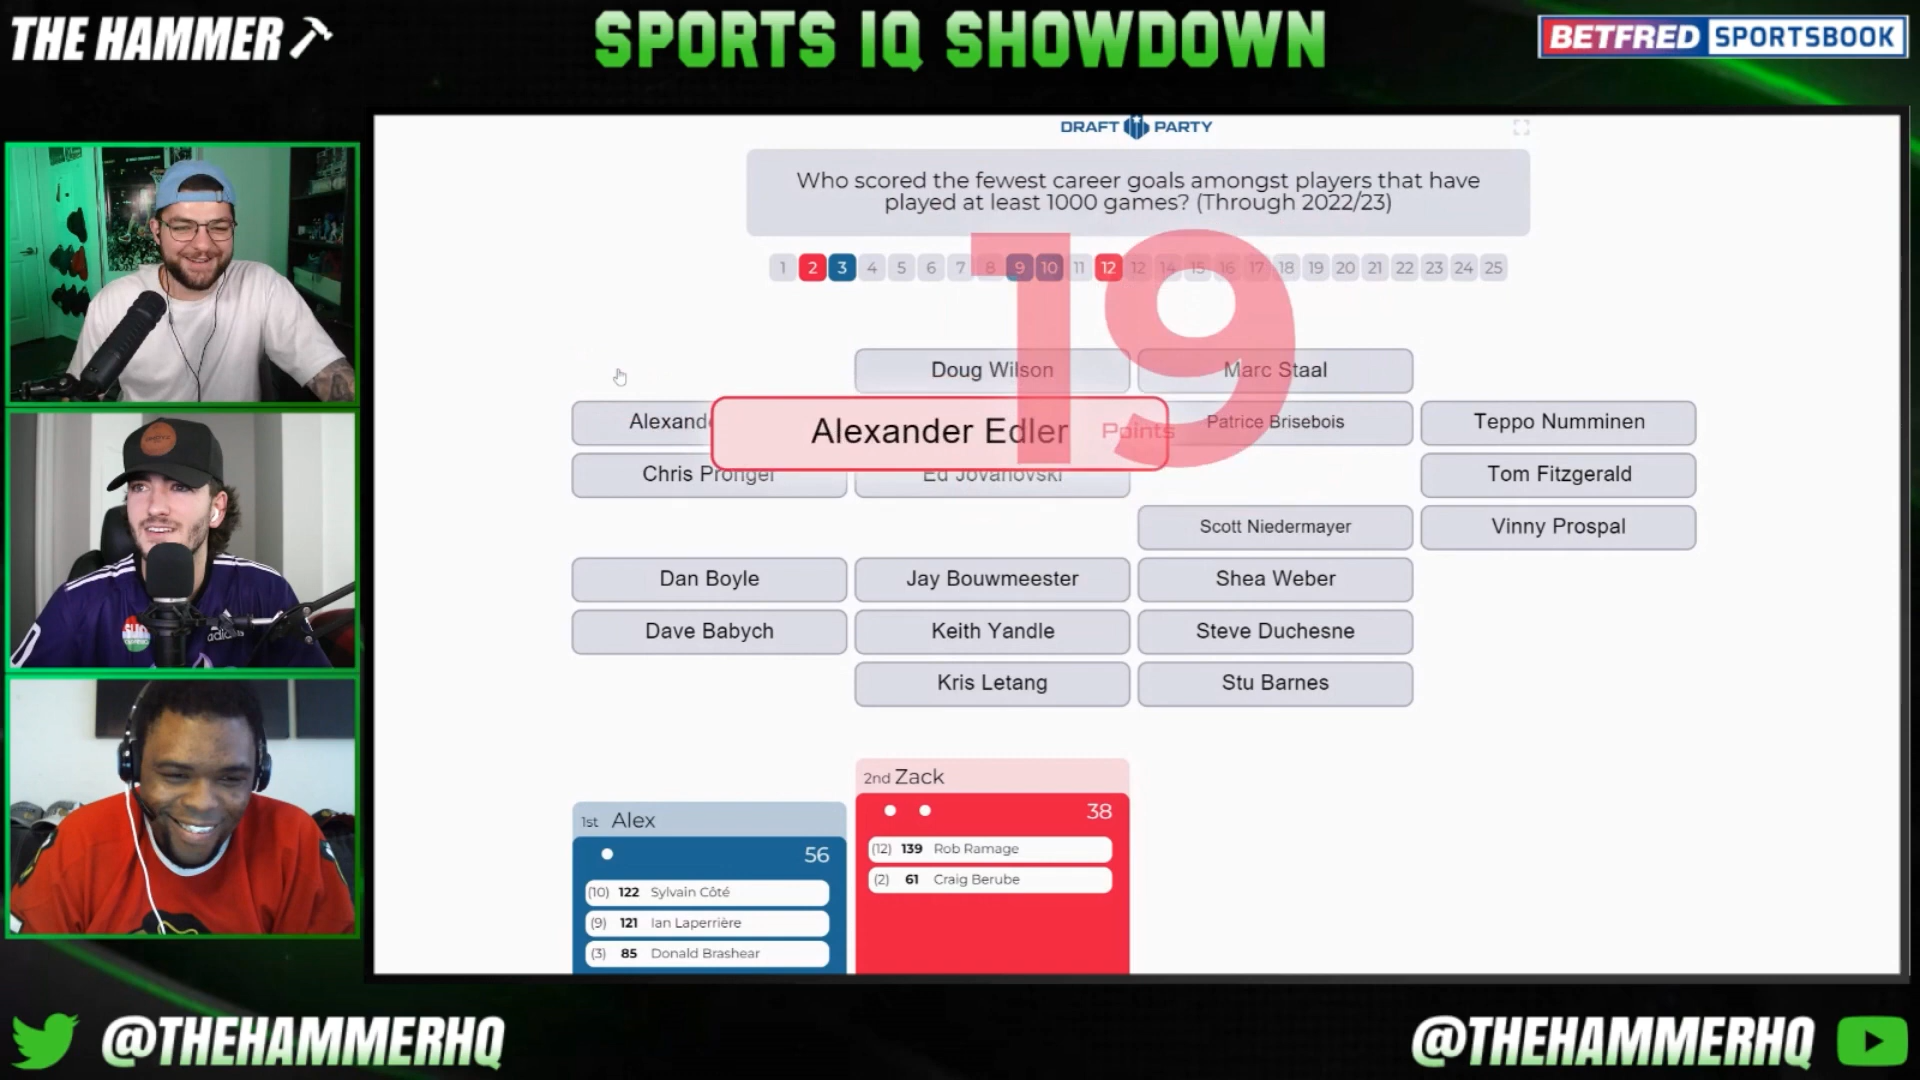 THE HAMMER
SPORTS IQ SHOWDOWN
BETFRED SPORTSBOOK
DRAFT PARTY
Who scored the fewest career goals amongst players that have
played at least 1000 games? (Through 2022/23)
1 2 3 4 5 6 7 8 9 10 11 12 12 14 15 16 17 18 19 20 21 22 23 24 25
19
Doug Wilson
Marc Staal
Alexand
Alexander Edler
Points
Patrice Brisebois
Teppo Numminen
Chris Pronger
Ed Jovanovski
Tom Fitzgerald
Scott Niedermayer
Vinny Prospal
Dan Boyle
Jay Bouwmeester
Shea Weber
Dave Babych
Keith Yandle
Steve Duchesne
Kris Letang
Stu Barnes
1st Alex
56
(10) 122 Sylvain Côté
(9) 121 Ian Laperrière
(3) 85 Donald Brashear
2nd Zack
38
(12) 139 Rob Ramage
(2) 61 Craig Berube
@THEHAMMERHQ
@THEHAMMERHQ